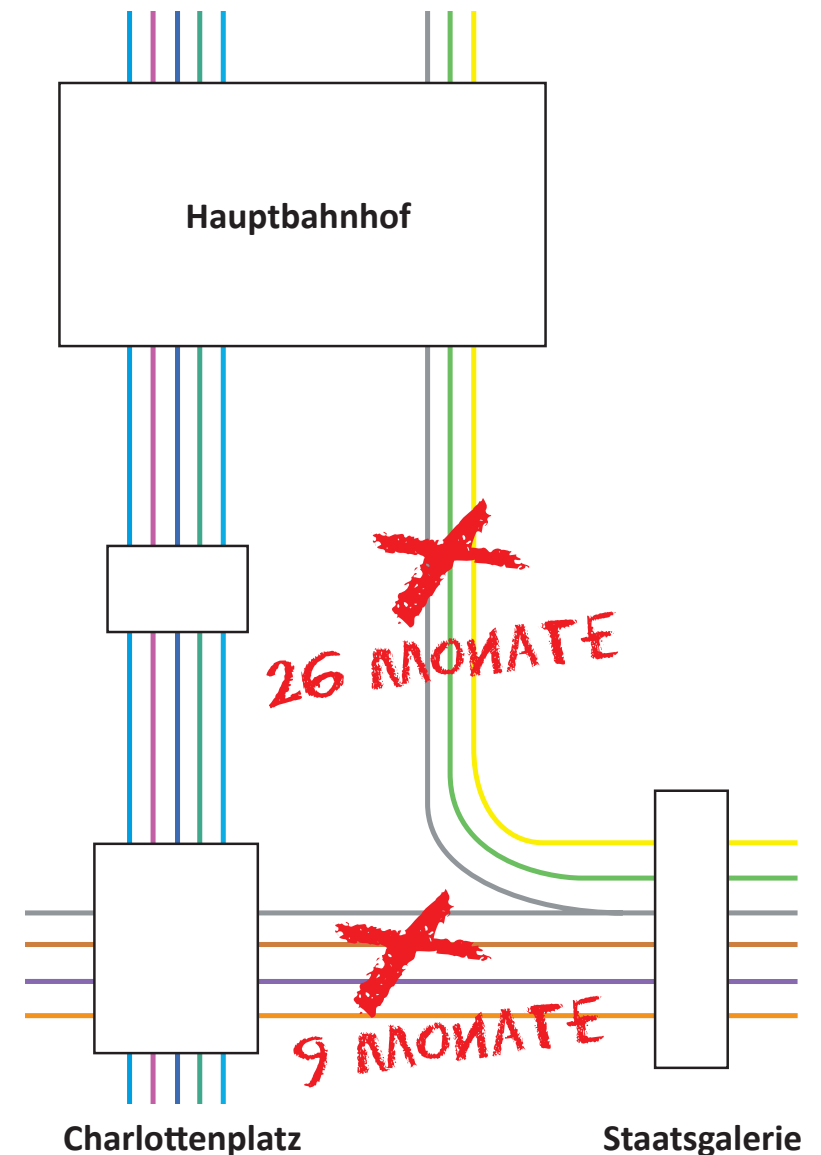 Hauptbahnhof
26 MONATE
9 MONATE
Charlottenplatz
Staatsgalerie